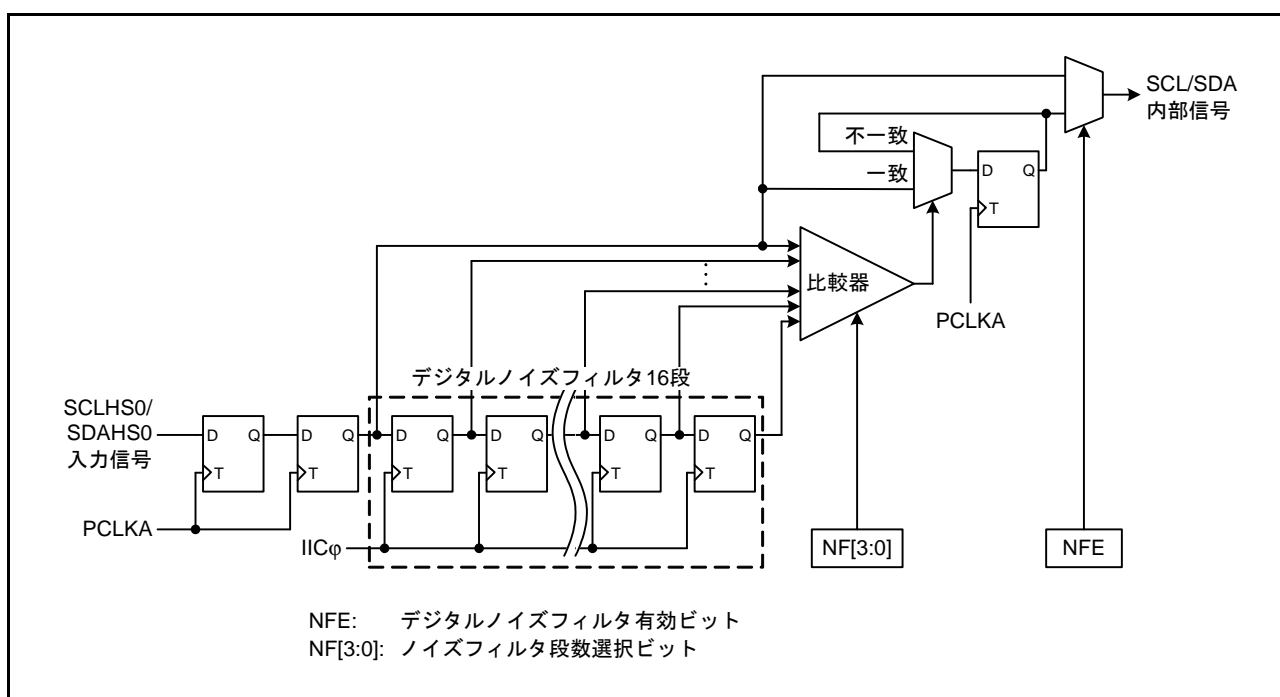 SCL/SDA
内部信号
不一致
一致
D
Q
T
比較器
PCLKA
デジタルノイズフィルタ16段
SCLHS0/
SDAHS0
入力信号
D Q D Q D Q D Q D Q D Q
T T T T T T
PCLKA
IICφ
NF[3:0]
NFE
NFE: デジタルノイズフィルタ有効ビット
NF[3:0]: ノイズフィルタ段数選択ビット